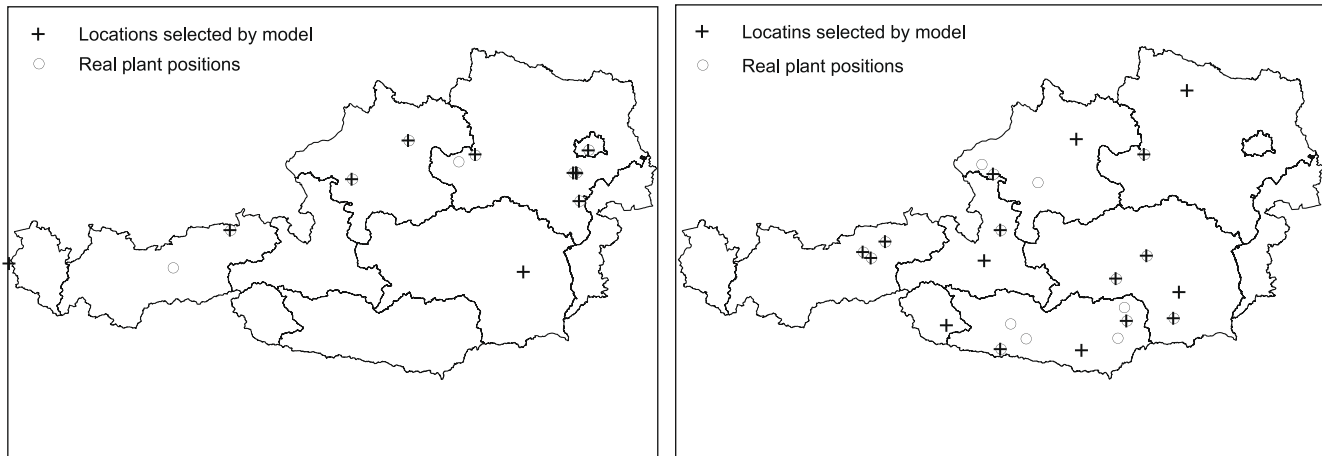 Locations selected by model
Real plant positions
Locatins selected by model
Real plant positions